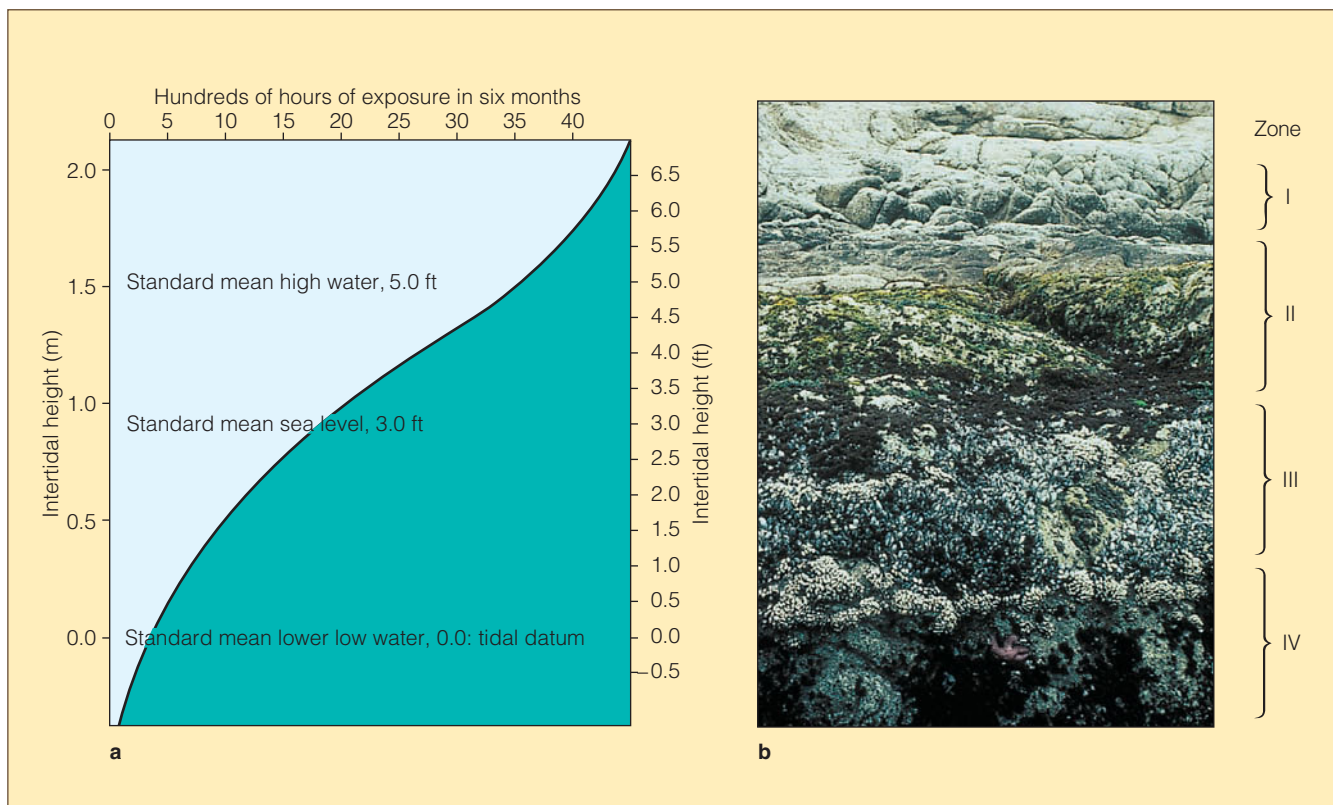 Hundreds of hours of exposure in six months
0 5 10 15 20 25 30 35 40
Intertidal height (m)
2.0
1.5
1.0
0.5
0.0
Standard mean high water, 5.0 ft
Standard mean sea level, 3.0 ft
Standard mean lower low water, 0.0: tidal datum
6.5
6.0
5.5
5.0
4.5
4.0
3.5
3.0
2.5
2.0
1.5
1.0
0.5
0.0
–0.5
Intertidal height (ft)
a
Zone
I
II
III
IV
b